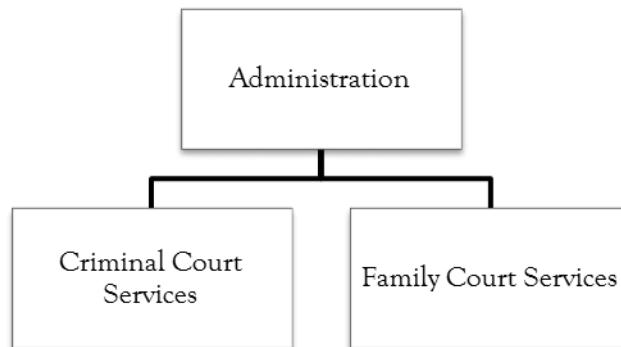 Administration
Criminal Court
Services
Family Court Services